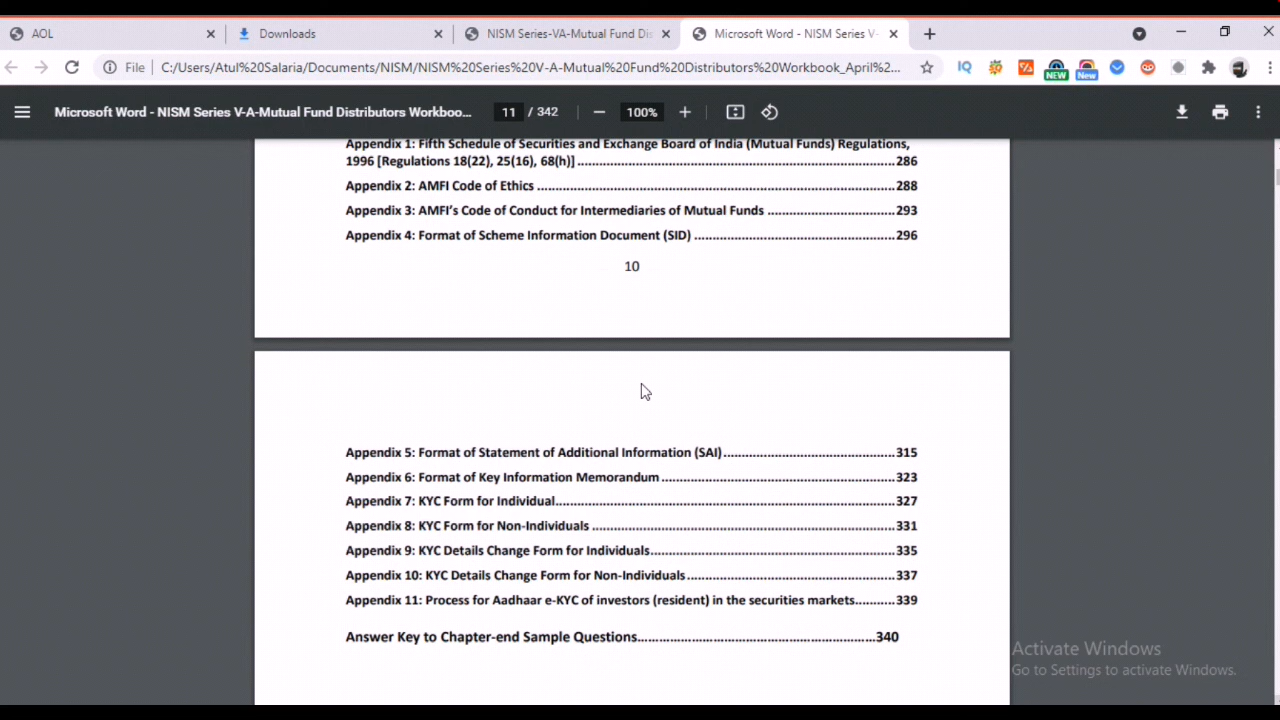 AOL
Downloads
NISM Series-VA-Mutual Fund Dis
Microsoft Word - NISM Series V-
File
C:/Users/Atul%20Salaria/Documents/NISM/NISM%20Series%20V-A-Mutual%20Fund%20Distributors%20Workbook_April%2...
NEW
New
Microsoft Word - NISM Series V-A-Mutual Fund Distributors Workboo...
11 / 342
100%
Appendix 1: Fifth Schedule of Securities and Exchange Board of India (Mutual Funds) Regulations,
1996 [Regulations 18(22), 25(16), 68(h)] ....................................................................................286
Appendix 2: AMFI Code of Ethics ...............................................................................................288
Appendix 3: AMFI's Code of Conduct for Intermediaries of Mutual Funds ..................................293
Appendix 4: Format of Scheme Information Document (SID) .....................................................296
10
Appendix 5: Format of Statement of Additional Information (SAI).............................................315
Appendix 6: Format of Key Information Memorandum ..............................................................323
Appendix 7: KYC Form for Individual..........................................................................................327
Appendix 8: KYC Form for Non-Individuals ................................................................................331
Appendix 9: KYC Details Change Form for Individuals................................................................335
Appendix 10: KYC Details Change Form for Non-Individuals.......................................................337
Appendix 11: Process for Aadhaar e-KYC of investors (resident) in the securities markets..........339
Answer Key to Chapter-end Sample Questions............................................................340
Activate Windows
Go to Settings to activate Windows.